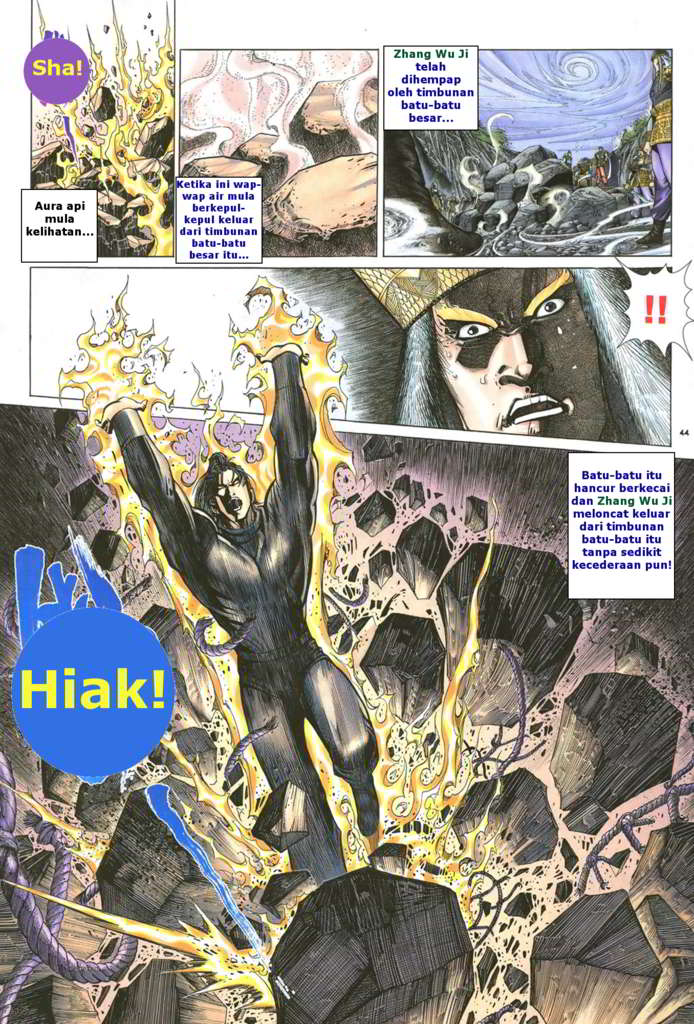 Sha!
Aura api
mula
kelihatan...
Ketika ini wap-
wap air mula
berkepul-
kepul keluar
dari timbunan
batu-batu
besar itu...
Zhang Wu Ji
telah
dihempap
oleh timbunan
batu-batu
besar...
!!
44
Batu-batu itu
hancur berkecai
dan Zhang Wu Ji
meloncat keluar
dari timbunan
batu-batu itu
tanpa sedikit
kecederaan pun!
Hiak!